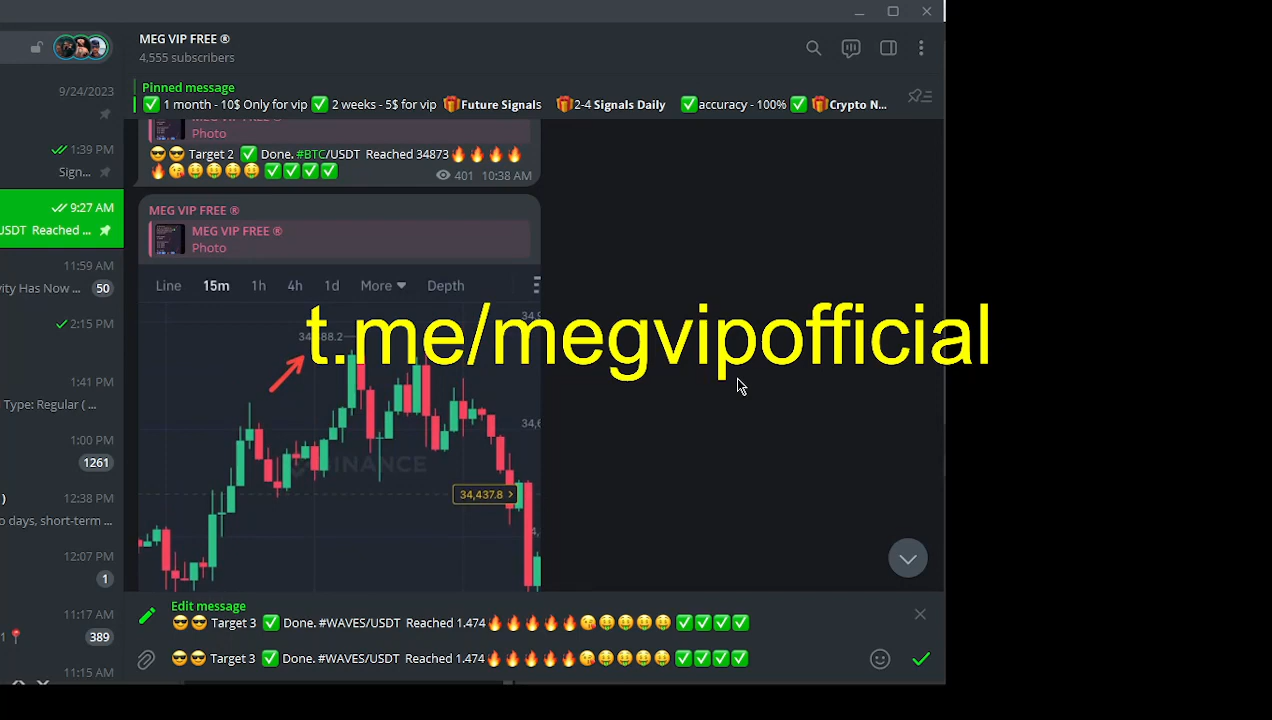 MEG VIP FREE ®
4,555 subscribers
9/24/2023
Pinned message
✅ 1 month - 10$ Only for vip ✅ 2 weeks - 5$ for vip 🎁Future Signals 🎁2-4 Signals Daily ✅accuracy - 100% ✅ 🎁Crypto N...
MEG VIP FREE ®
Photo
1:39 PM
Sign...
😎😎 Target 2 ✅ Done. #BTC/USDT Reached 34873🔥🔥🔥🔥
🔥😘🤑🤑🤑🤑✅✅✅✅
401 10:38 AM
9:27 AM
USDT Reached ...
MEG VIP FREE ®
MEG VIP FREE ®
Photo
11:59 AM
vity Has Now ... 50
Line 15m 1h 4h 1d More Depth
2:15 PM
t.me/megvipofficial
1:41 PM
Type: Regular ( ...
1:00 PM
1261
BINANCE
34,437.8
12:38 PM
o days, short-term ...
12:07 PM
1
11:17 AM
389
11:15 AM
Edit message
😎😎 Target 3 ✅ Done. #WAVES/USDT Reached 1.474🔥🔥🔥🔥🔥😘🤑🤑🤑🤑✅✅✅✅
😎😎 Target 3 ✅ Done. #WAVES/USDT Reached 1.474🔥🔥🔥🔥🔥😘🤑🤑🤑🤑✅✅✅✅